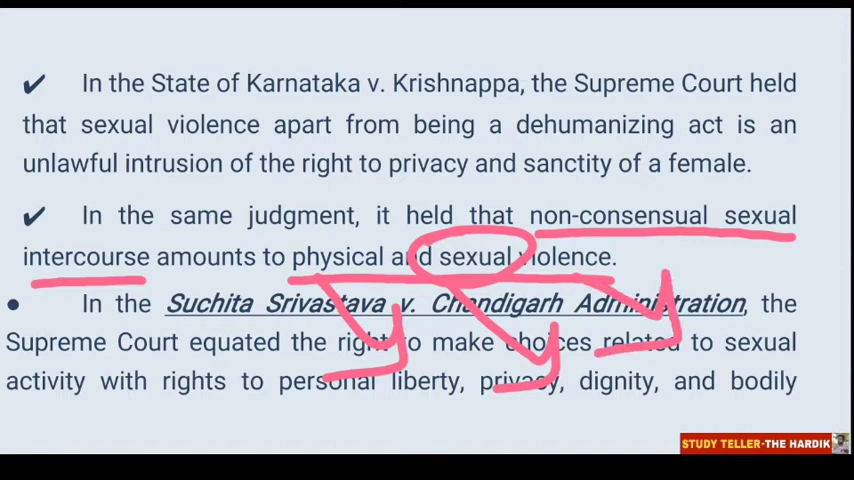 ✔ In the State of Karnataka v. Krishnappa, the Supreme Court held
that sexual violence apart from being a dehumanizing act is an
unlawful intrusion of the right to privacy and sanctity of a female.
✔ In the same judgment, it held that non-consensual sexual
intercourse amounts to physical and sexual violence.
● In the Suchita Srivastava v. Chandigarh Administration, the
Supreme Court equated the right to make choices related to sexual
activity with rights to personal liberty, privacy, dignity, and bodily
STUDY TELLER-THE HARDIK